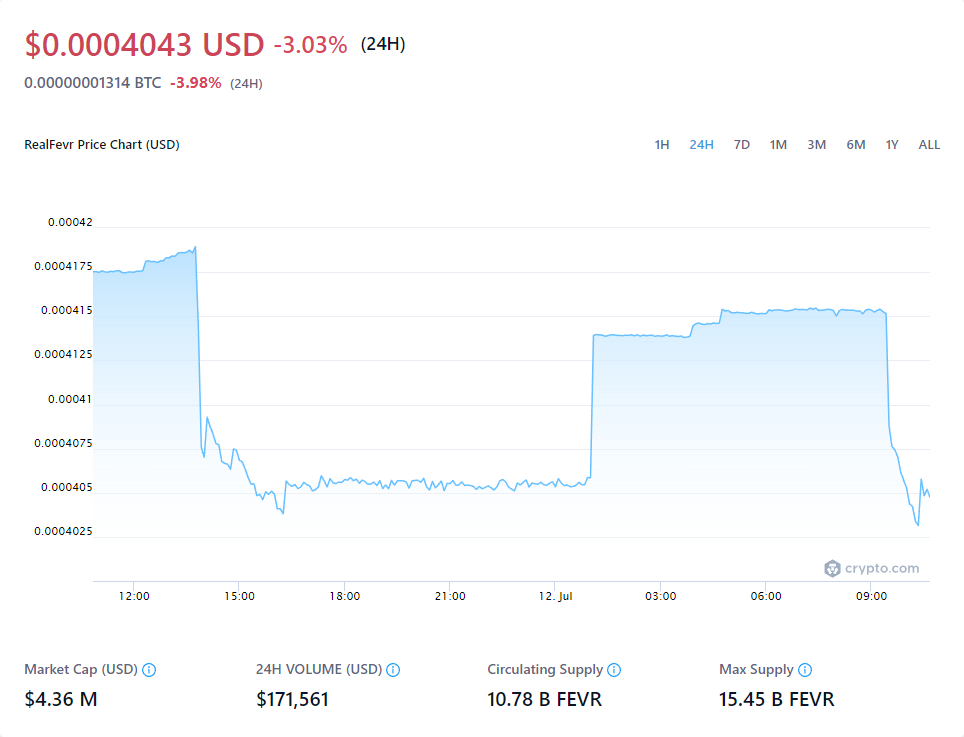 $0.0004043 USD -3.03% (24H)
0.00000001314 BTC -3.98% (24H)
RealFevr Price Chart (USD)
1H 24H 7D 1M 3M 6M 1Y ALL
0.00042
0.0004175
0.000415
0.0004125
0.00041
0.0004075
0.000405
0.0004025
crypto.com
12:00 15:00 18:00 21:00 12. Jul 03:00 06:00 09:00
Market Cap (USD) 24H VOLUME (USD) Circulating Supply Max Supply
$4.36 M $171,561 10.78 B FEVR 15.45 B FEVR